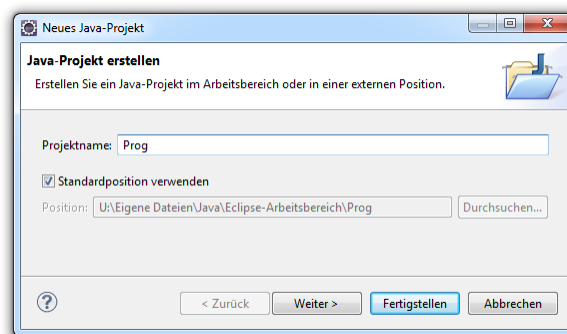 Neues Java-Projekt
Java-Projekt erstellen
Erstellen Sie ein Java-Projekt im Arbeitsbereich oder in einer externen Position.
Projektname: Prog
Standardposition verwenden
Position: U:\Eigene Dateien\Java\Eclipse-Arbeitsbereich\Prog Durchsuchen...
? < Zurück Weiter > Fertigstellen Abbrechen